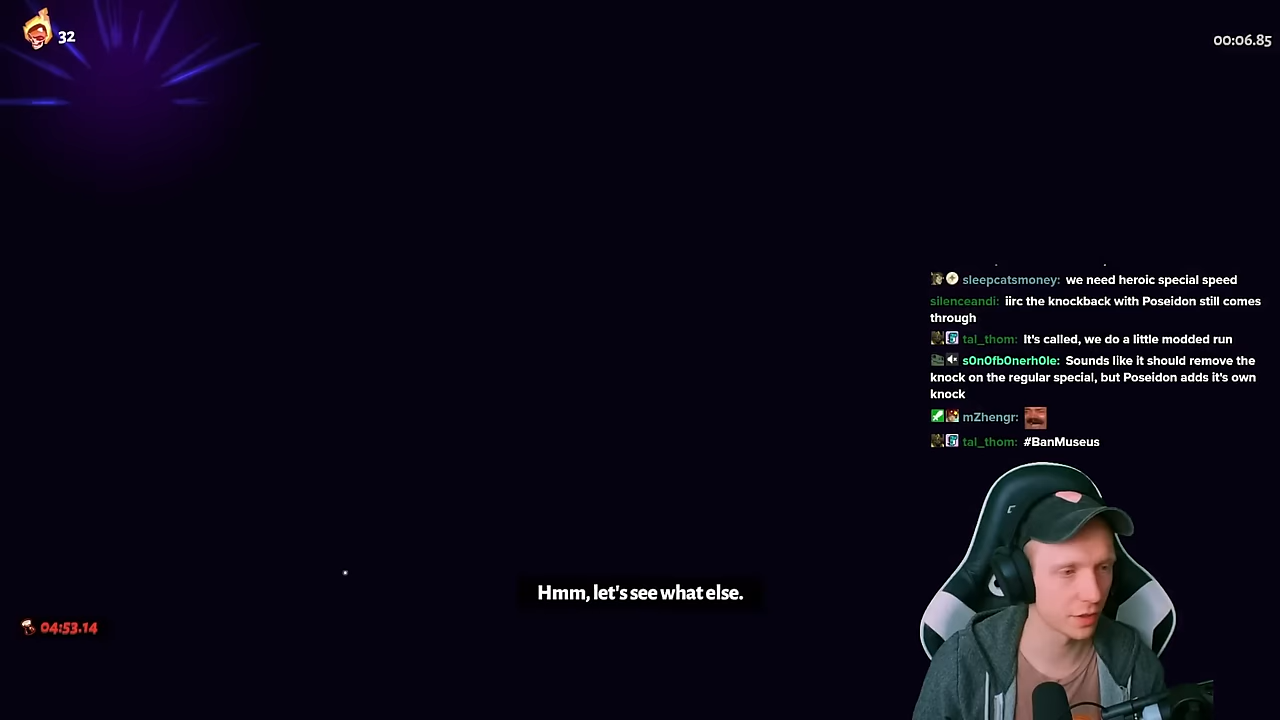 32
00:06.85
sleepcatsmoney: we need heroic special speed
silenceandi: iirc the knockback with Poseidon still comes
through
tal_thom: It's called, we do a little modded run
s0n0fb0nerh0le: Sounds like it should remove the
knock on the regular special, but Poseidon adds it's own
knock
mZhengr:
tal_thom: #BanMuseus
Hmm, let's see what else.
04:53.14